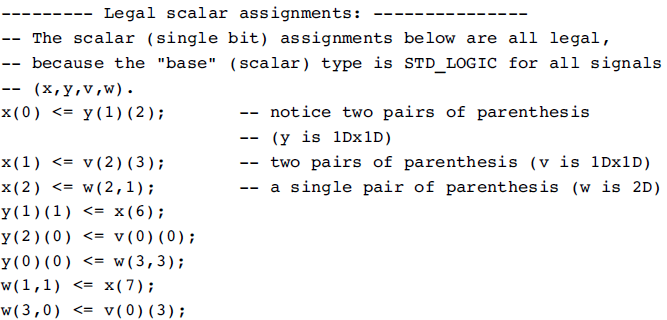 --------- Legal scalar assignments: ---------------
-- The scalar (single bit) assignments below are all legal,
-- because the "base" (scalar) type is STD_LOGIC for all signals
-- (x,y,v,w).
x(0) <= y(1)(2);        -- notice two pairs of parenthesis
                        -- (y is 1Dx1D)
x(1) <= v(2)(3);        -- two pairs of parenthesis (v is 1Dx1D)
x(2) <= w(2,1);         -- a single pair of parenthesis (w is 2D)
y(1)(1) <= x(6);
y(2)(0) <= v(0)(0);
y(0)(0) <= w(3,3);
w(1,1) <= x(7);
w(3,0) <= v(0)(3);